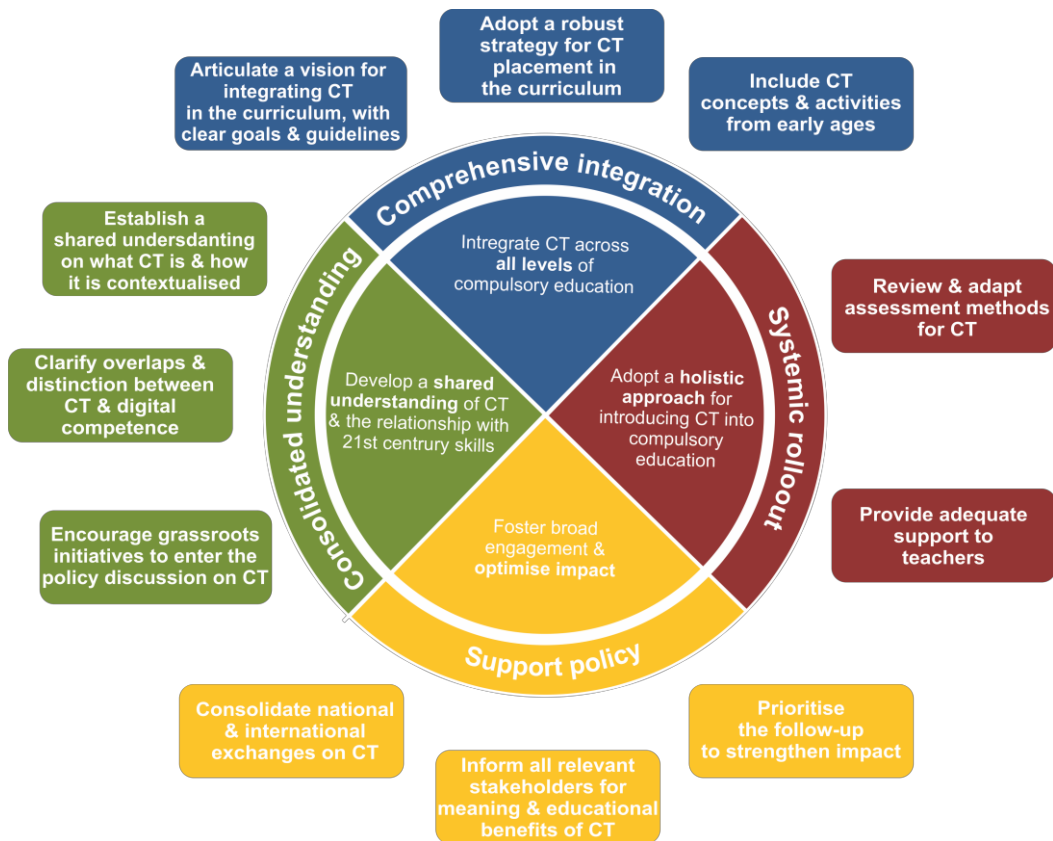 Adopt a robust
strategy for CT
placement in
the curriculum
Articulate a vision for
integrating CT
in the curriculum, with
clear goals & guidelines
Include CT
concepts & activities
from early ages
Comprehensive integration
Intregrate CT across
all levels of
compulsory education
Establish a
shared undersdanting
on what CT is & how
it is contextualised
Clarify overlaps &
distinction between
CT & digital
competence
Encourage grassroots
initiatives to enter the
policy discussion on CT
Consolidated understanding
Develop a shared
understanding of CT
& the relationship with
21st centrury skills
Adopt a holistic
approach for
introducing CT into
compulsory
education
Systemic rolloout
Review & adapt
assessment methods
for CT
Provide adequate
support to
teachers
Foster broad
engagement &
optimise impact
Support policy
Consolidate national
& international
exchanges on CT
Inform all relevant
stakeholders for
meaning & educational
benefits of CT
Prioritise
the follow-up
to strengthen impact